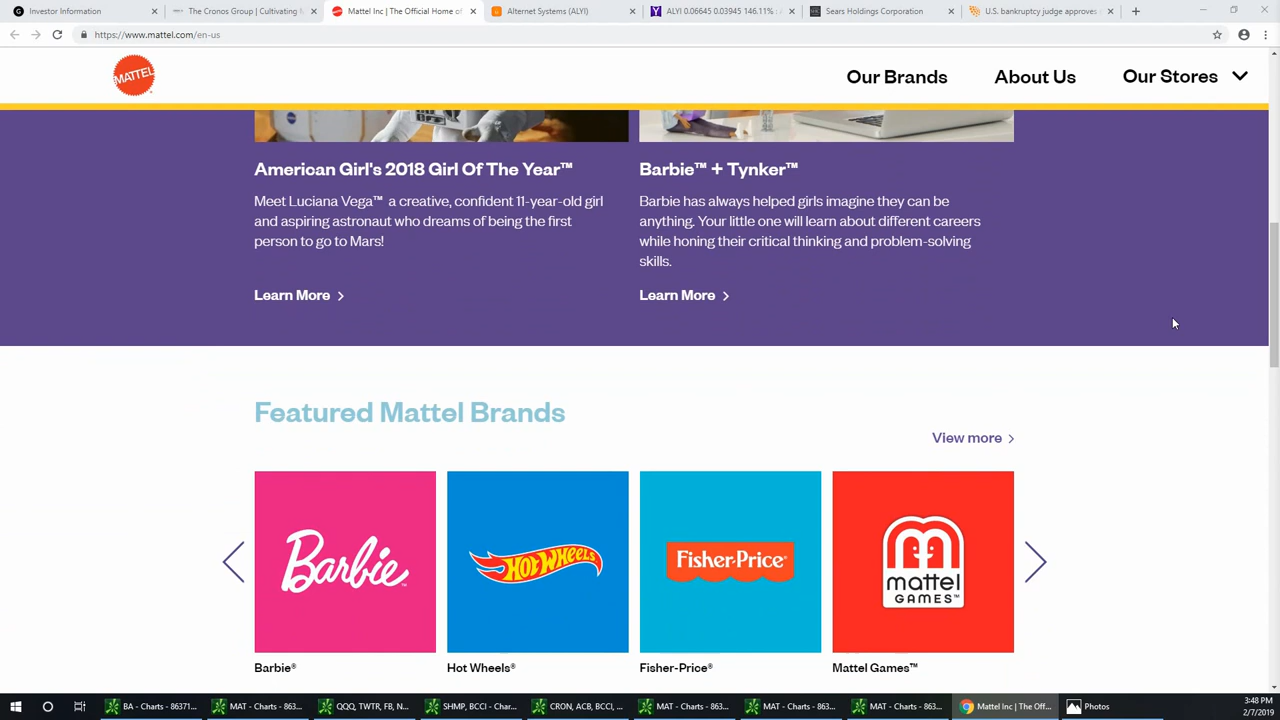 Investor Information
The Cronos Group | Cultivating M
Mattel Inc | The Official Home of
Alternet Systems (ALYI)
ALYI 0.06645 0.03945 146.11% : A
Sears Holdings Corporation
U.S. bankruptcy judge approves
https://www.mattel.com/en-us
MATTEL
Our Brands
About Us
Our Stores
American Girl's 2018 Girl Of The Year™
Meet Luciana Vega™ a creative, confident 11-year-old girl
and aspiring astronaut who dreams of being the first
person to go to Mars!
Learn More
Barbie™ + Tynker™
Barbie has always helped girls imagine they can be
anything. Your little one will learn about different careers
while honing their critical thinking and problem-solving
skills.
Learn More
Featured Mattel Brands
View more
Barbie™
HOT WHEELS
Fisher-Price®
mattel
GAMES™
Barbie®
Hot Wheels®
Fisher-Price®
Mattel Games™
BA - Charts - 86371...
MAT - Charts - 863...
QQQ, TWTR, FB, N...
SHMP, BCCI - Char...
CRON, ACB, BCCI, ...
MAT - Charts - 863...
MAT - Charts - 863...
MAT - Charts - 863...
Mattel Inc | The Off...
Photos
3:48 PM
2/7/2019